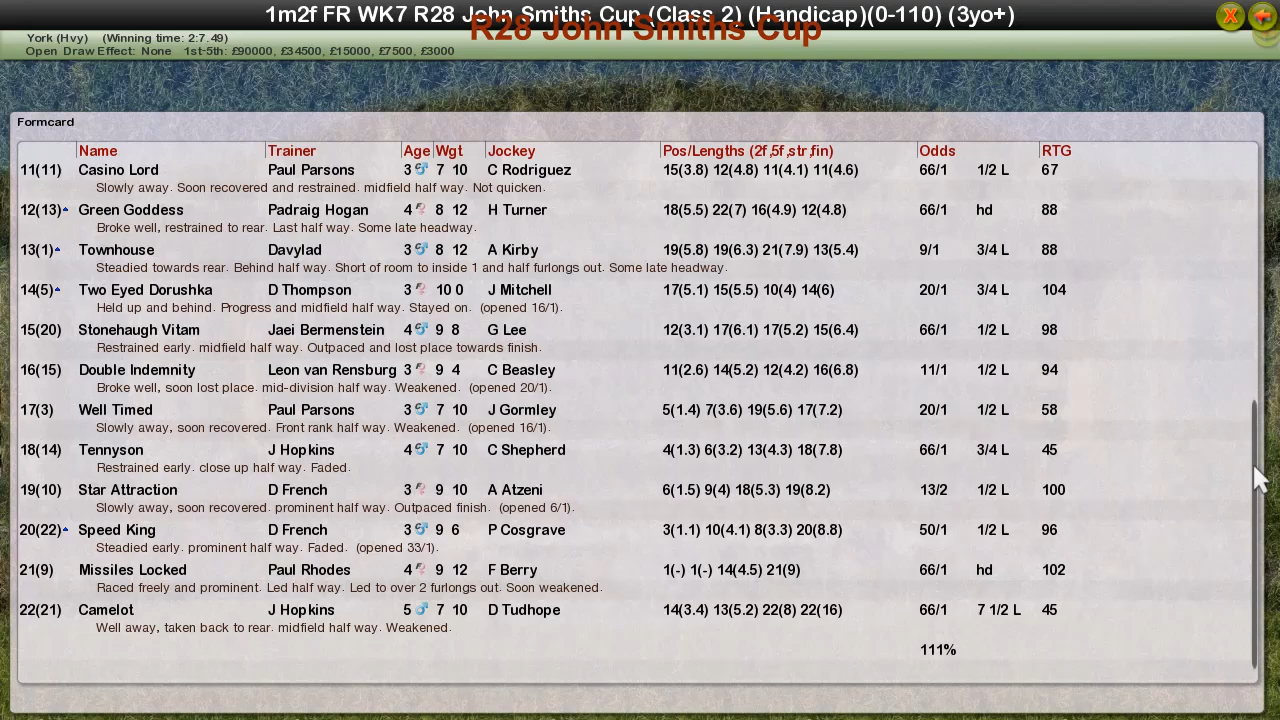 1m2f FR WK7 R28 John Smiths Cup (Class 2) (Handicap)(0-110) (3yo+)
R28 John Smiths Cup
York (Hvy) (Winning time: 2:7.49)
Open Draw Effect: None 1st-5th: £90000, £34500, £15000, £7500, £3000
Formcard
Name Trainer Age Wgt Jockey Pos/Lengths (2f,5f,str,fin) Odds RTG
11(11) Casino Lord Paul Parsons 3 7 10 C Rodriguez 15(3.8) 12(4.8) 11(4.1) 11(4.6) 66/1 1/2 L 67
Slowly away. Soon recovered and restrained. midfield half way. Not quicken.
12(13) Green Goddess Padraig Hogan 4 8 12 H Turner 18(5.5) 22(7) 16(4.9) 12(4.8) 66/1 hd 88
Broke well, restrained to rear. Last half way. Some late headway.
13(1) Townhouse Davylad 3 8 12 A Kirby 19(5.8) 19(6.3) 21(7.9) 13(5.4) 9/1 3/4 L 88
Steadied towards rear. Behind half way. Short of room to inside 1 and half furlongs out. Some late headway.
14(5) Two Eyed Dorushka D Thompson 3 10 0 J Mitchell 17(5.1) 15(5.5) 10(4) 14(6) 20/1 3/4 L 104
Held up and behind. Progress and midfield half way. Stayed on. (opened 16/1).
15(20) Stonehaugh Vitam Jaei Bermenstein 4 9 8 G Lee 12(3.1) 17(6.1) 17(5.2) 15(6.4) 66/1 1/2 L 98
Restrained early. midfield half way. Outpaced and lost place towards finish.
16(15) Double Indemnity Leon van Rensburg 3 9 4 C Beasley 11(2.6) 14(5.2) 12(4.2) 16(6.8) 11/1 1/2 L 94
Broke well, soon lost place. mid-division half way. Weakened. (opened 20/1).
17(3) Well Timed Paul Parsons 3 7 10 J Gormley 5(1.4) 7(3.6) 19(5.6) 17(7.2) 20/1 1/2 L 58
Slowly away, soon recovered. Front rank half way. Weakened. (opened 16/1).
18(14) Tennyson J Hopkins 4 7 10 C Shepherd 4(1.3) 6(3.2) 13(4.3) 18(7.8) 66/1 3/4 L 45
Restrained early. close up half way. Faded.
19(10) Star Attraction D French 3 9 10 A Atzeni 6(1.5) 9(4) 18(5.3) 19(8.2) 13/2 1/2 L 100
Slowly away, soon recovered. prominent half way. Outpaced finish. (opened 6/1).
20(22) Speed King D French 3 9 6 P Cosgrave 3(1.1) 10(4.1) 8(3.3) 20(8.8) 50/1 1/2 L 96
Steadied early. prominent half way. Faded. (opened 33/1).
21(9) Missiles Locked Paul Rhodes 4 9 12 F Berry 1(-) 1(-) 14(4.5) 21(9) 66/1 hd 102
Raced freely and prominent. Led half way. Led to over 2 furlongs out. Soon weakened.
22(21) Camelot J Hopkins 5 7 10 D Tudhope 14(3.4) 13(5.2) 22(8) 22(16) 66/1 7 1/2 L 45
Well away, taken back to rear. midfield half way. Weakened.
111%